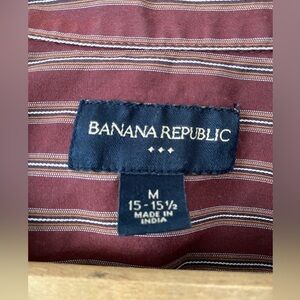 BANANA REPUBLIC
M
15-15½
MADE IN
INDIA